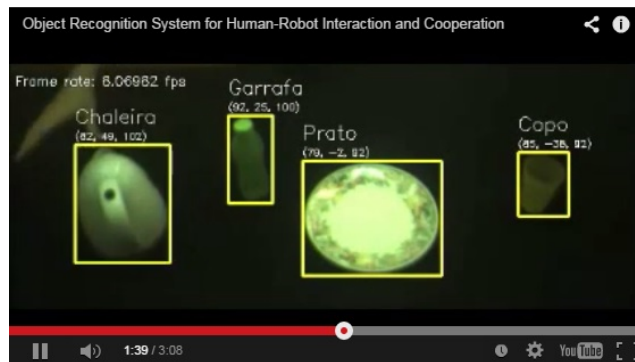 Object Recognition System for Human-Robot Interaction and Cooperation
Frame rate: 6.06982 fps
Garrafa
(92, 25, 100)
Chaleira
(82, 49, 102)
Prato
(79, -2, 92)
Copo
(85, -38, 92)
1:39 / 3:08
YouTube